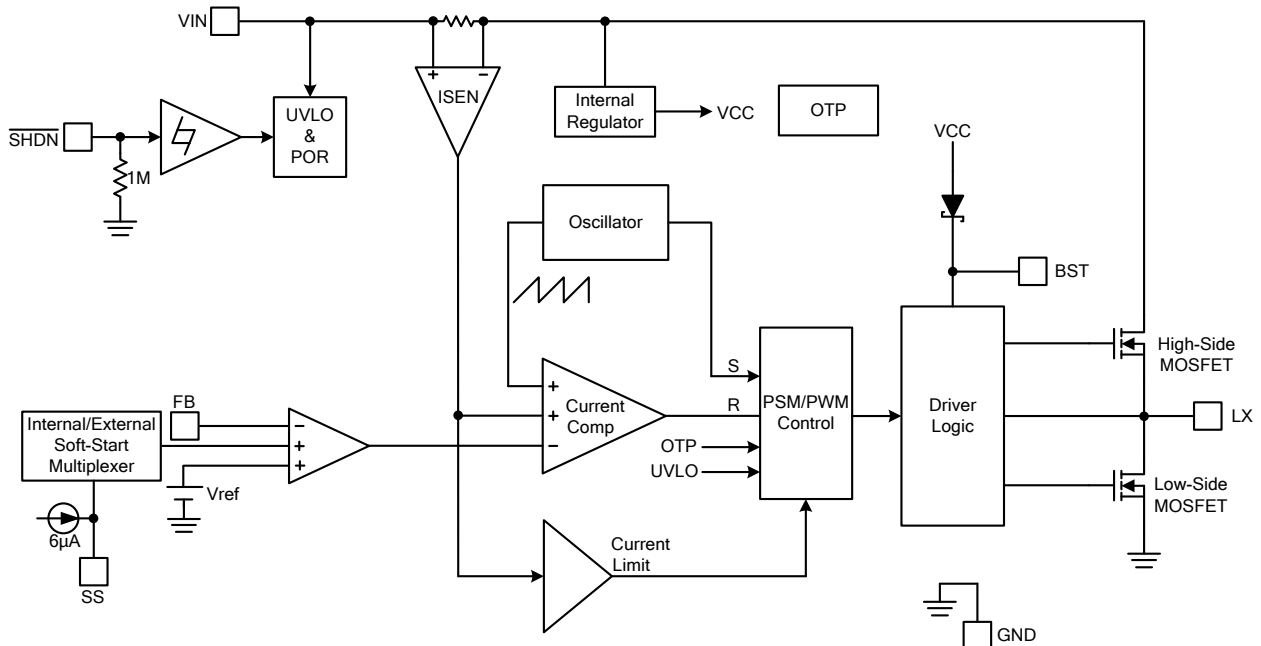 VIN
ISEN
+
−
UVLO
&
POR
Internal
Regulator
VCC
OTP
SHDN
1M
VCC
Oscillator
BST
High-Side
MOSFET
S
R
PSM/PWM
Control
Driver
Logic
+
+
−
Current
Comp
LX
FB
Internal/External
Soft-Start
Multiplexer
−
+
+
OTP
UVLO
Vref
Low-Side
MOSFET
6µA
SS
Current
Limit
GND